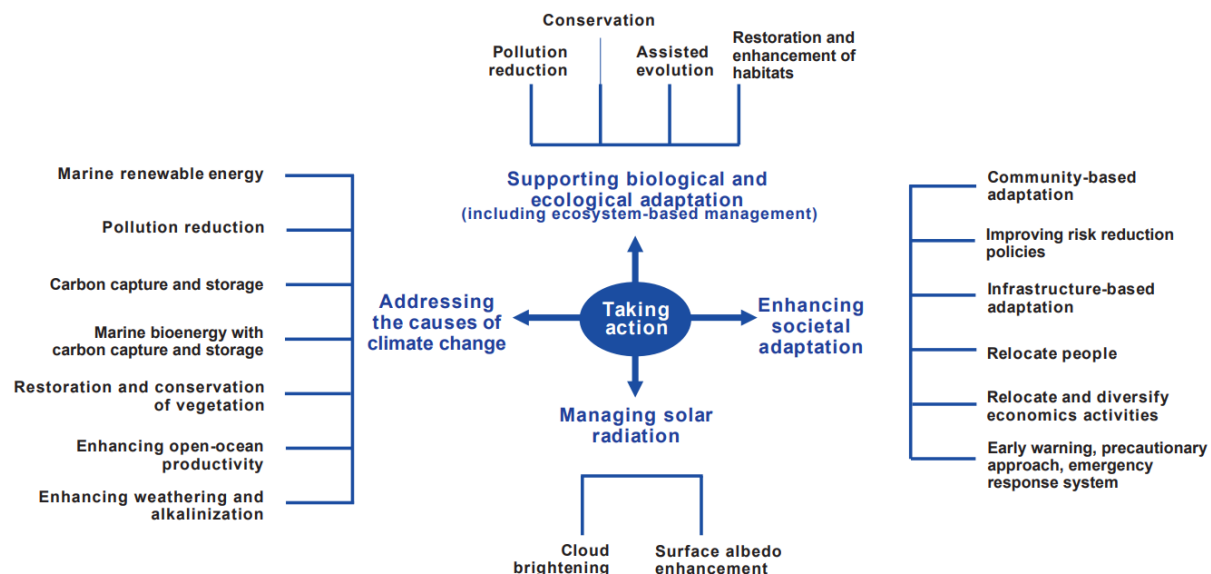 Conservation
Pollution
reduction
Assisted
evolution
Restoration and
enhancement of
habitats
Supporting biological and
ecological adaptation
(including ecosystem-based management)
Marine renewable energy
Pollution reduction
Carbon capture and storage
Marine bioenergy with
carbon capture and storage
Restoration and conservation
of vegetation
Enhancing open-ocean
productivity
Enhancing weathering and
alkalinization
Addressing
the causes of
climate change
Taking
action
Enhancing
societal
adaptation
Community-based
adaptation
Improving risk reduction
policies
Infrastructure-based
adaptation
Relocate people
Relocate and diversify
economics activities
Early warning, precautionary
approach, emergency
response system
Managing solar
radiation
Cloud
brightening
Surface albedo
enhancement